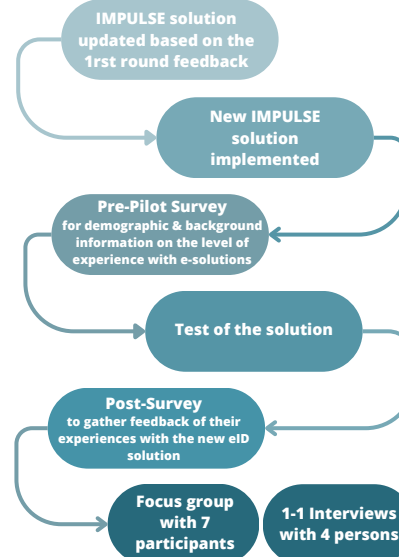 IMPULSE solution
updated based on the
1rst round feedback
New IMPULSE
solution
implemented
Pre-Pilot Survey
for demographic & background
information on the level of
experience with e-solutions
Test of the solution
Post-Survey
to gather feedback of their
experiences with the new eID
solution
Focus group
with 7
participants
1-1 Interviews
with 4 persons